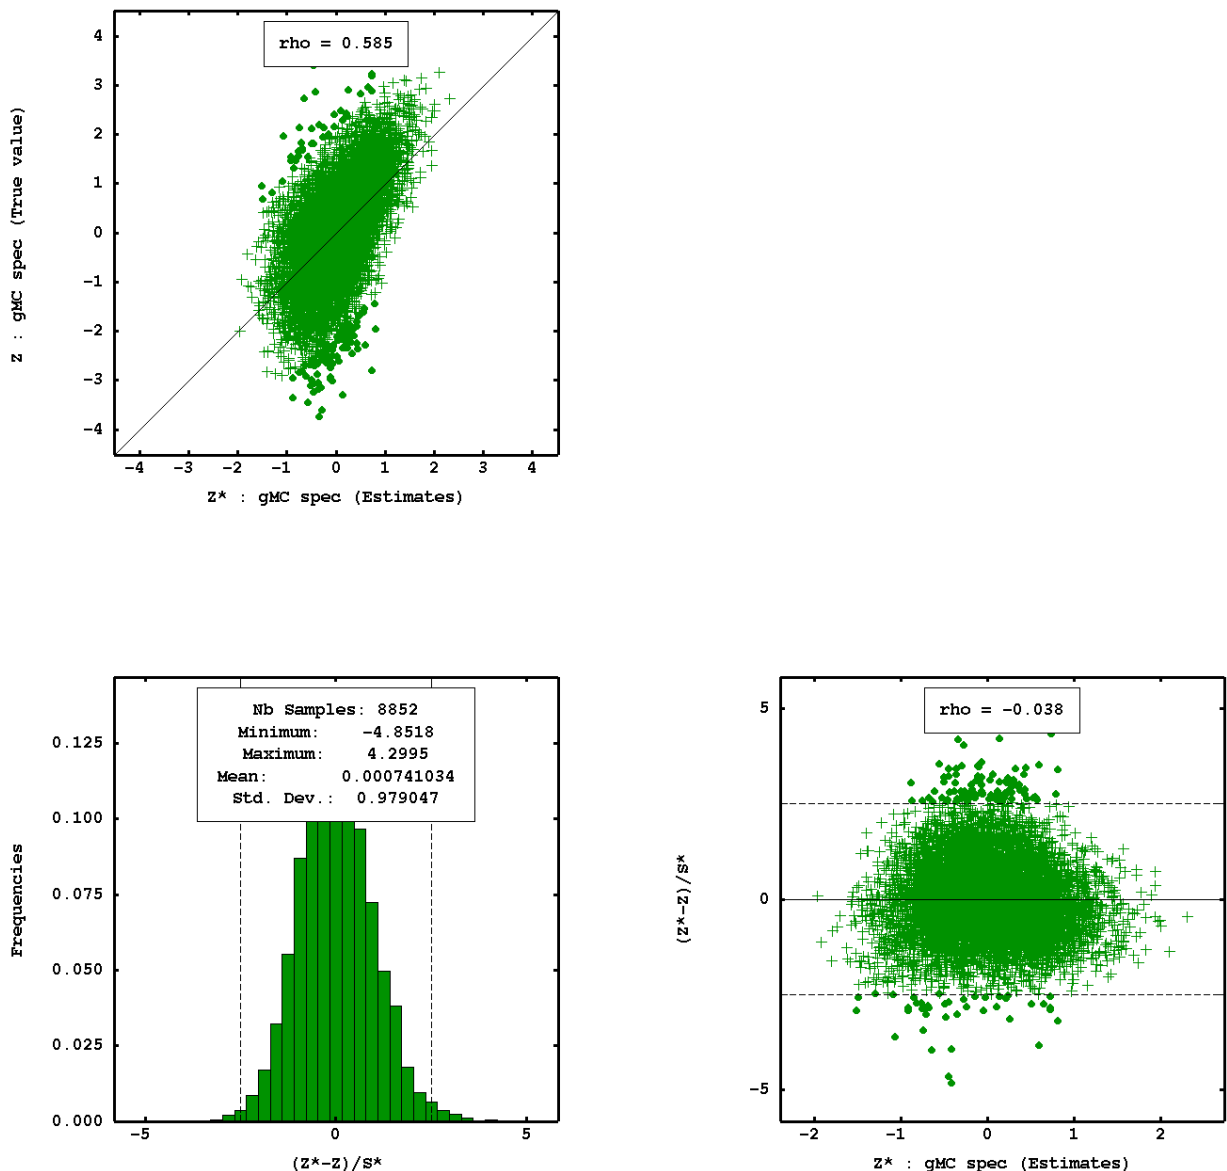 rho = 0.585
4
3
2
1
0
−1
−2
−3
−4
Z : gMC spec (True value)
−4 −3 −2 −1 0 1 2 3 4
Z* : gMC spec (Estimates)
Nb Samples: 8852
Minimum: −4.8518
Maximum: 4.2995
Mean: 0.000741034
Std. Dev.: 0.979047
0.125
0.100
0.075
0.050
0.025
0.000
Frequencies
−5 0 5
(Z*−Z)/S*
rho = −0.038
5
0
−5
(Z*−Z)/S*
−2 −1 0 1 2
Z* : gMC spec (Estimates)